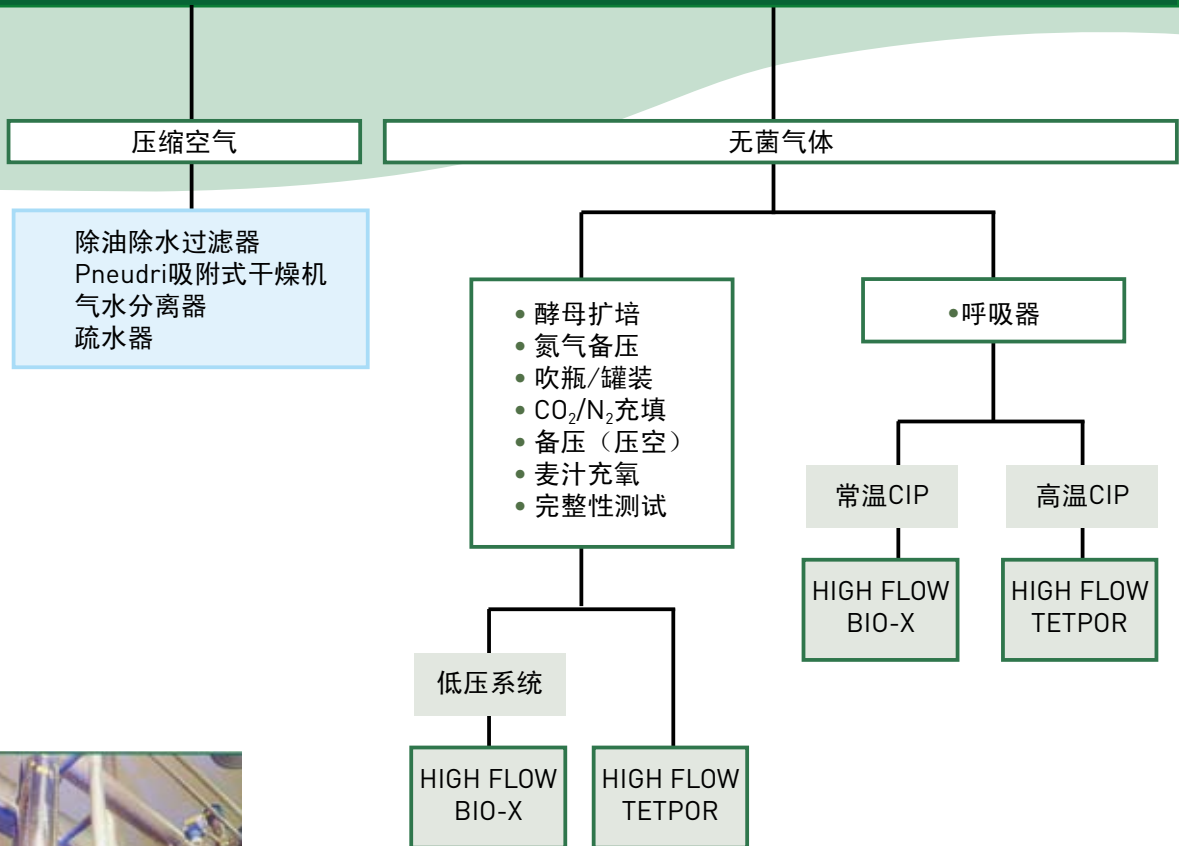 压缩空气
无菌气体
除油除水过滤器
Pneudri吸附式干燥机
气水分离器
疏水器
• 酵母扩培
• 氮气备压
• 吹瓶/罐装
• CO₂/N₂充填
• 备压（压空）
• 麦汁充氧
• 完整性测试
•呼吸器
常温CIP
高温CIP
HIGH FLOW
BIO-X
HIGH FLOW
TETPOR
低压系统
HIGH FLOW
BIO-X
HIGH FLOW
TETPOR